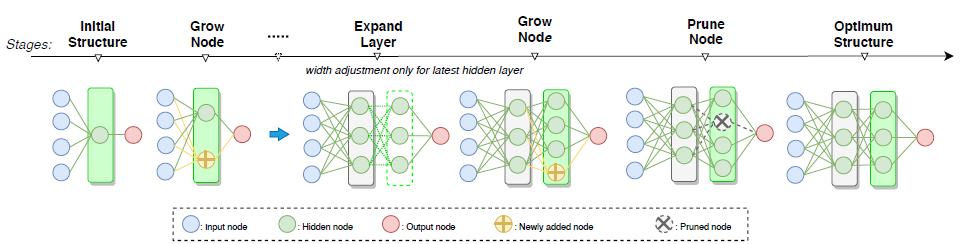 Stages:
Initial
Structure
Grow
Node
.....
Expand
Layer
Grow
Node
Prune
Node
Optimum
Structure
width adjustment only for latest hidden layer
: Input node
: Hidden node
: Output node
: Newly added node
: Pruned node